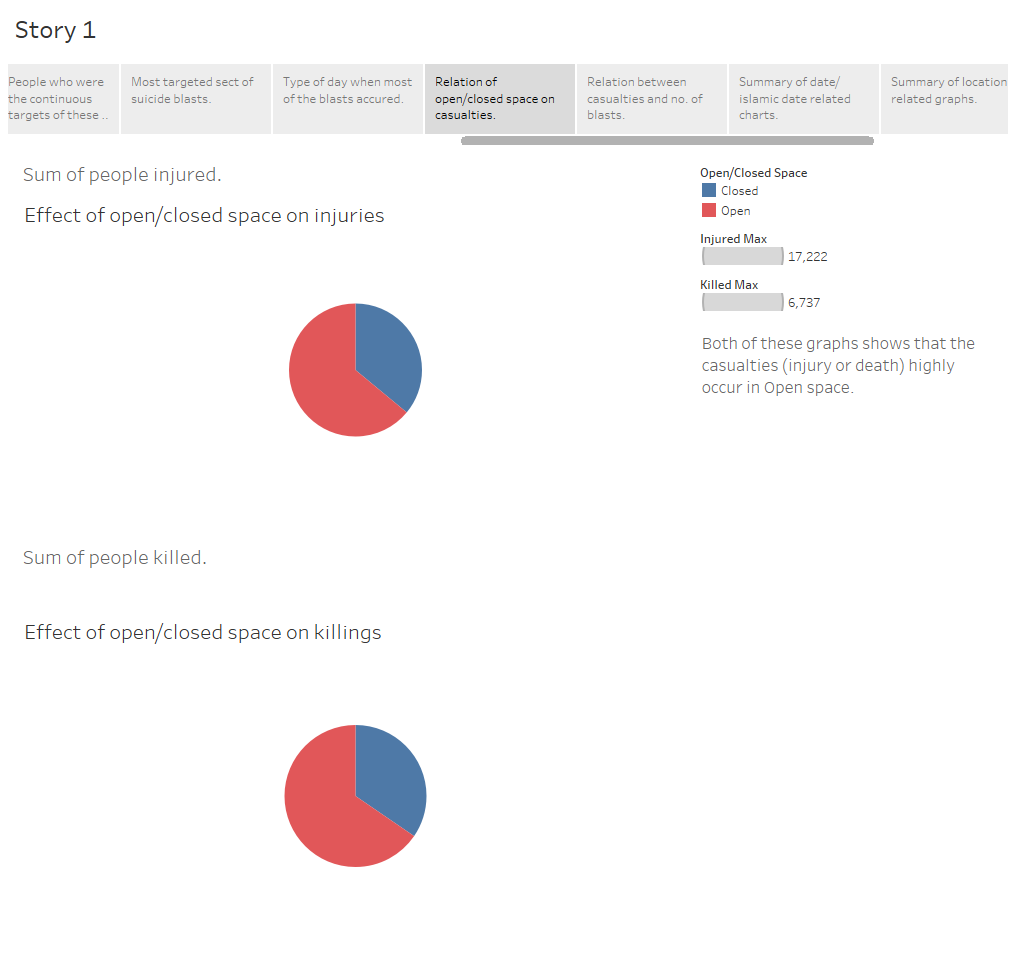 Story 1
People who were
the continuous
targets of these ..
Most targeted sect of
suicide blasts.
Type of day when most
of the blasts accured.
Relation of
open/closed space on
casualties.
Relation between
casualties and no. of
blasts.
Summary of date/
islamic date related
charts.
Summary of location
related graphs.
Sum of people injured.
Effect of open/closed space on injuries
Open/Closed Space
Closed
Open
Injured Max
17,222
Killed Max
6,737
Both of these graphs shows that the
casualties (injury or death) highly
occur in Open space.
Sum of people killed.
Effect of open/closed space on killings